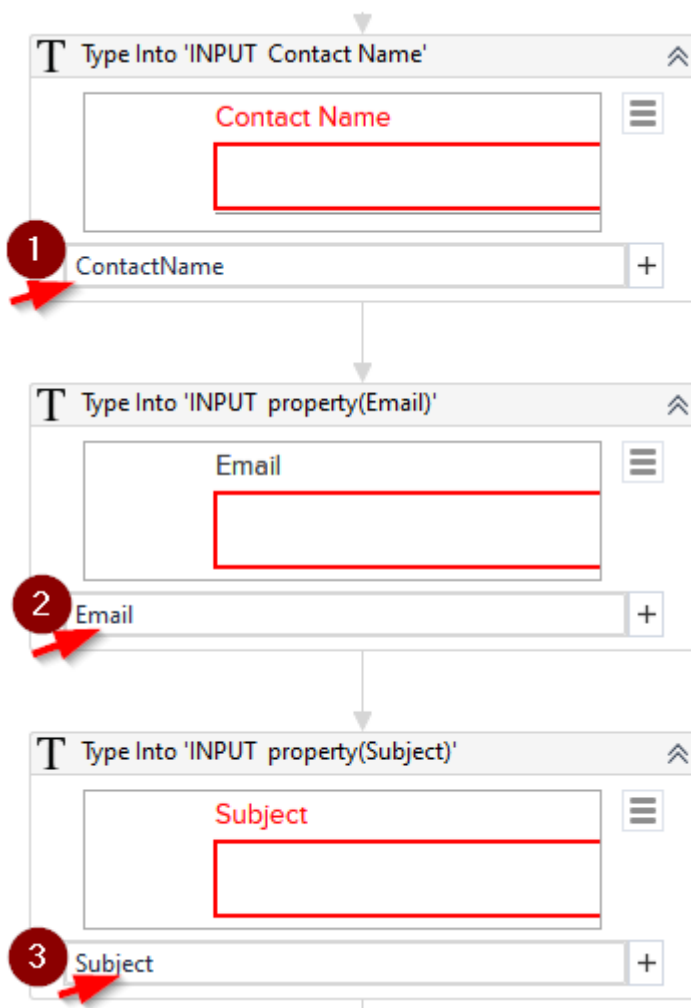 T Type Into 'INPUT  Contact Name'
Contact Name
1
ContactName
+
T Type Into 'INPUT  property(Email)'
Email
2
Email
+
T Type Into 'INPUT  property(Subject)'
Subject
3
Subject
+